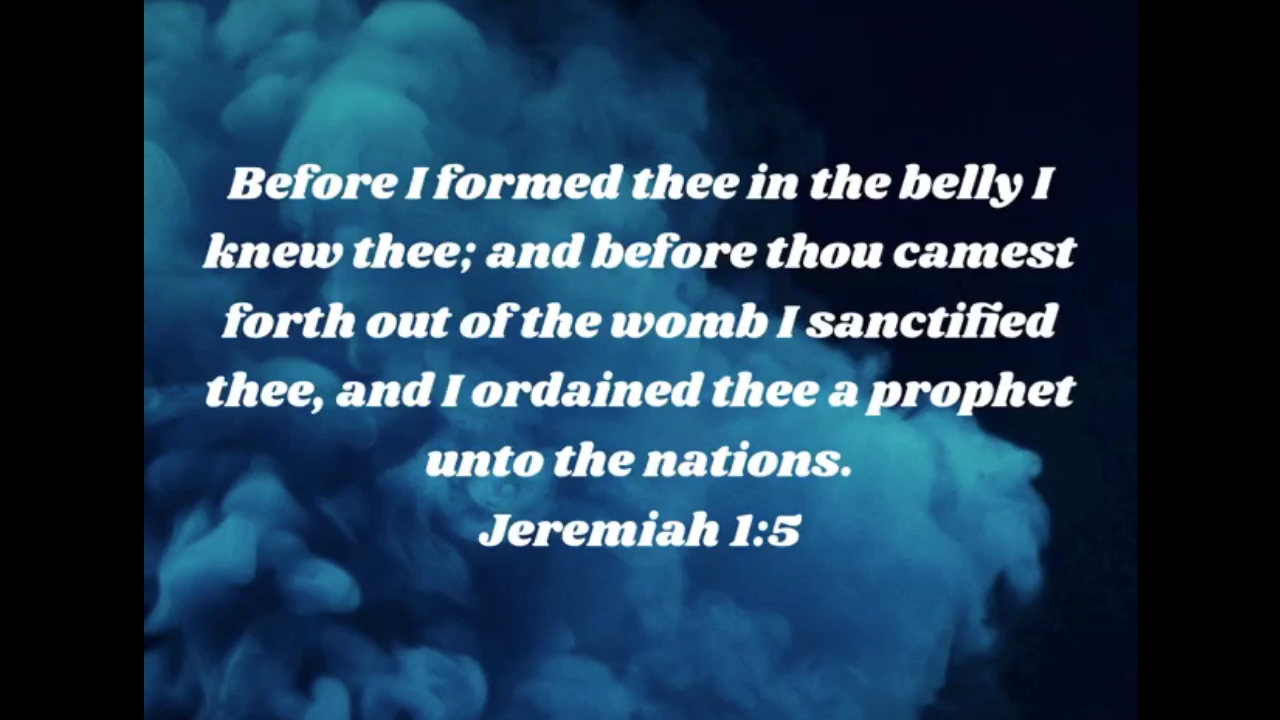 Before I formed thee in the belly I
knew thee; and before thou camest
forth out of the womb I sanctified
thee, and I ordained thee a prophet
unto the nations.
Jeremiah 1:5